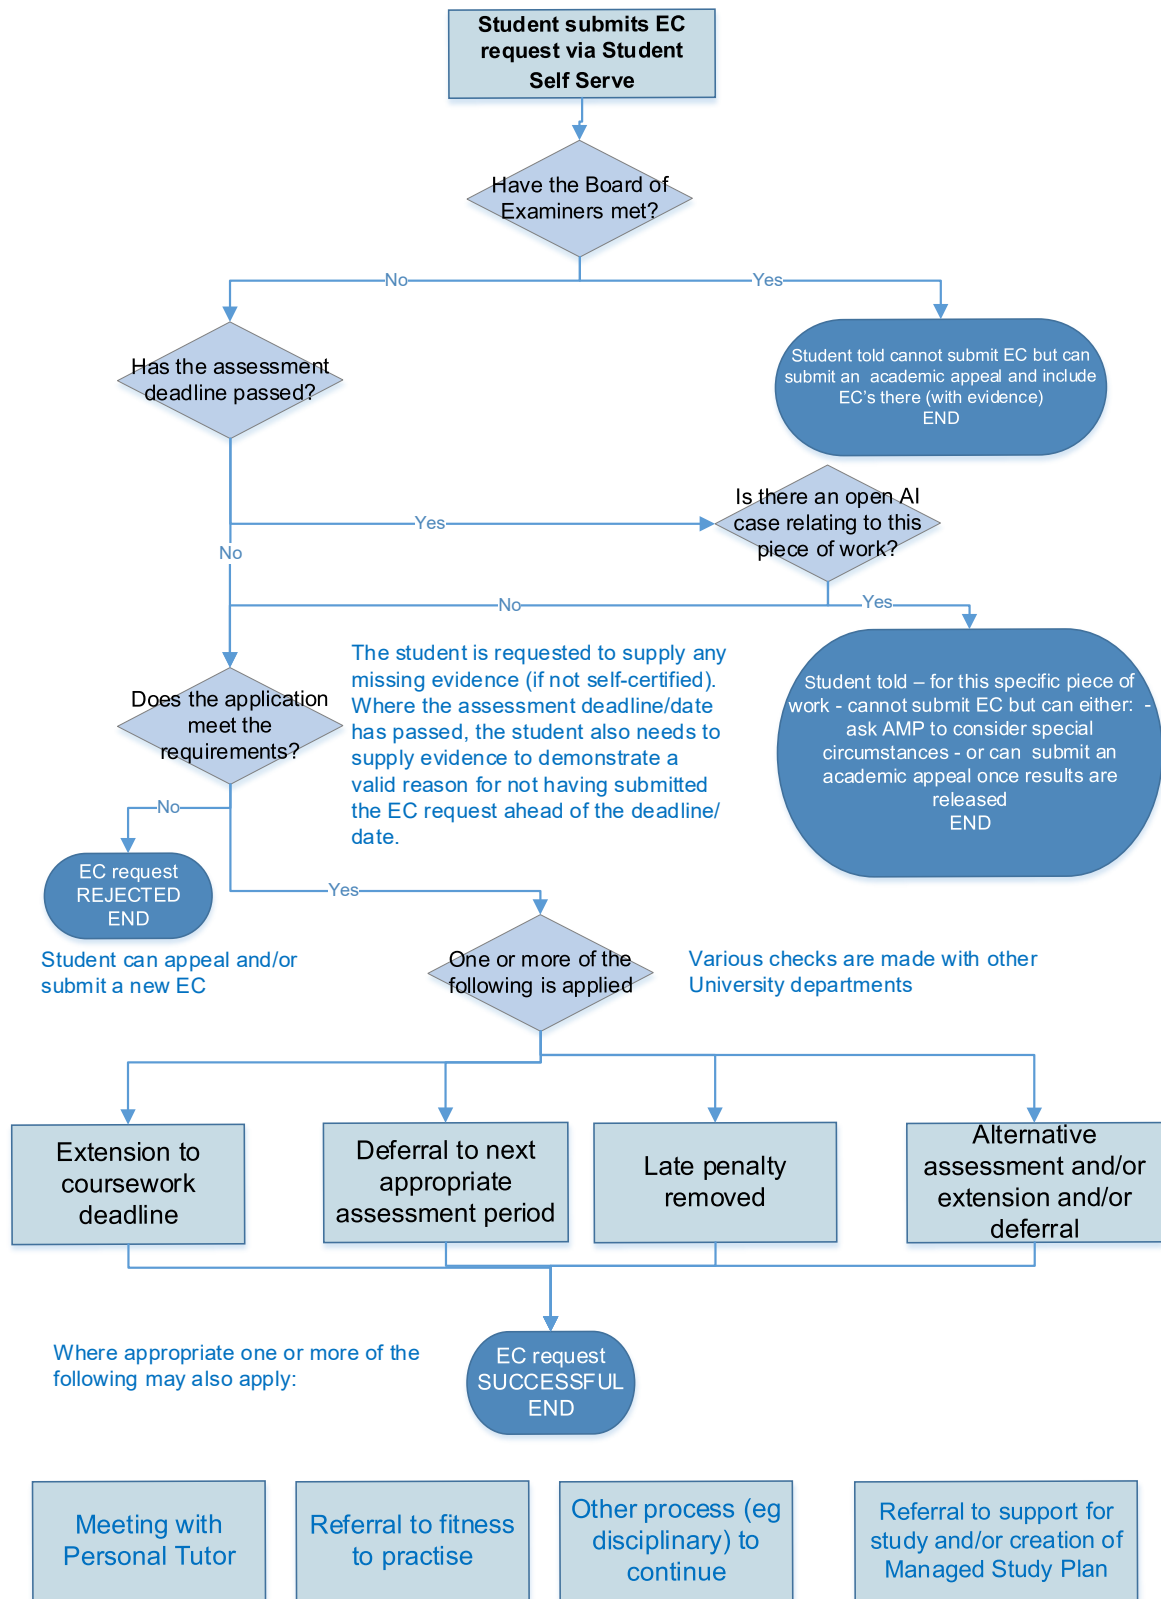 Student submits EC
request via Student
Self Serve
Have the Board of
Examiners met?
No
Yes
Has the assessment
deadline passed?
Student told cannot submit EC but can
submit an  academic appeal and include
EC’s there (with evidence)
END
Is there an open AI
case relating to this
piece of work?
Yes
No
No
Yes
Does the application
meet the
requirements?
The student is requested to supply any
missing evidence (if not self-certified).
Where the assessment deadline/date
has passed, the student also needs to
supply evidence to demonstrate a
valid reason for not having submitted
the EC request ahead of the deadline/
date.
Student told – for this specific piece of
work - cannot submit EC but can either:  -
ask AMP to consider special
circumstances - or can  submit an
academic appeal once results are
released
END
No
EC request
REJECTED
END
Yes
Student can appeal and/or
submit a new EC
One or more of the
following is applied
Various checks are made with other
University departments
Extension to
coursework
deadline
Deferral to next
appropriate
assessment period
Late penalty
removed
Alternative
assessment and/or
extension and/or
deferral
Where appropriate one or more of the
following may also apply:
EC request
SUCCESSFUL
END
Meeting with
Personal Tutor
Referral to fitness
to practise
Other process (eg
disciplinary) to
continue
Referral to support for
study and/or creation of
Managed Study Plan